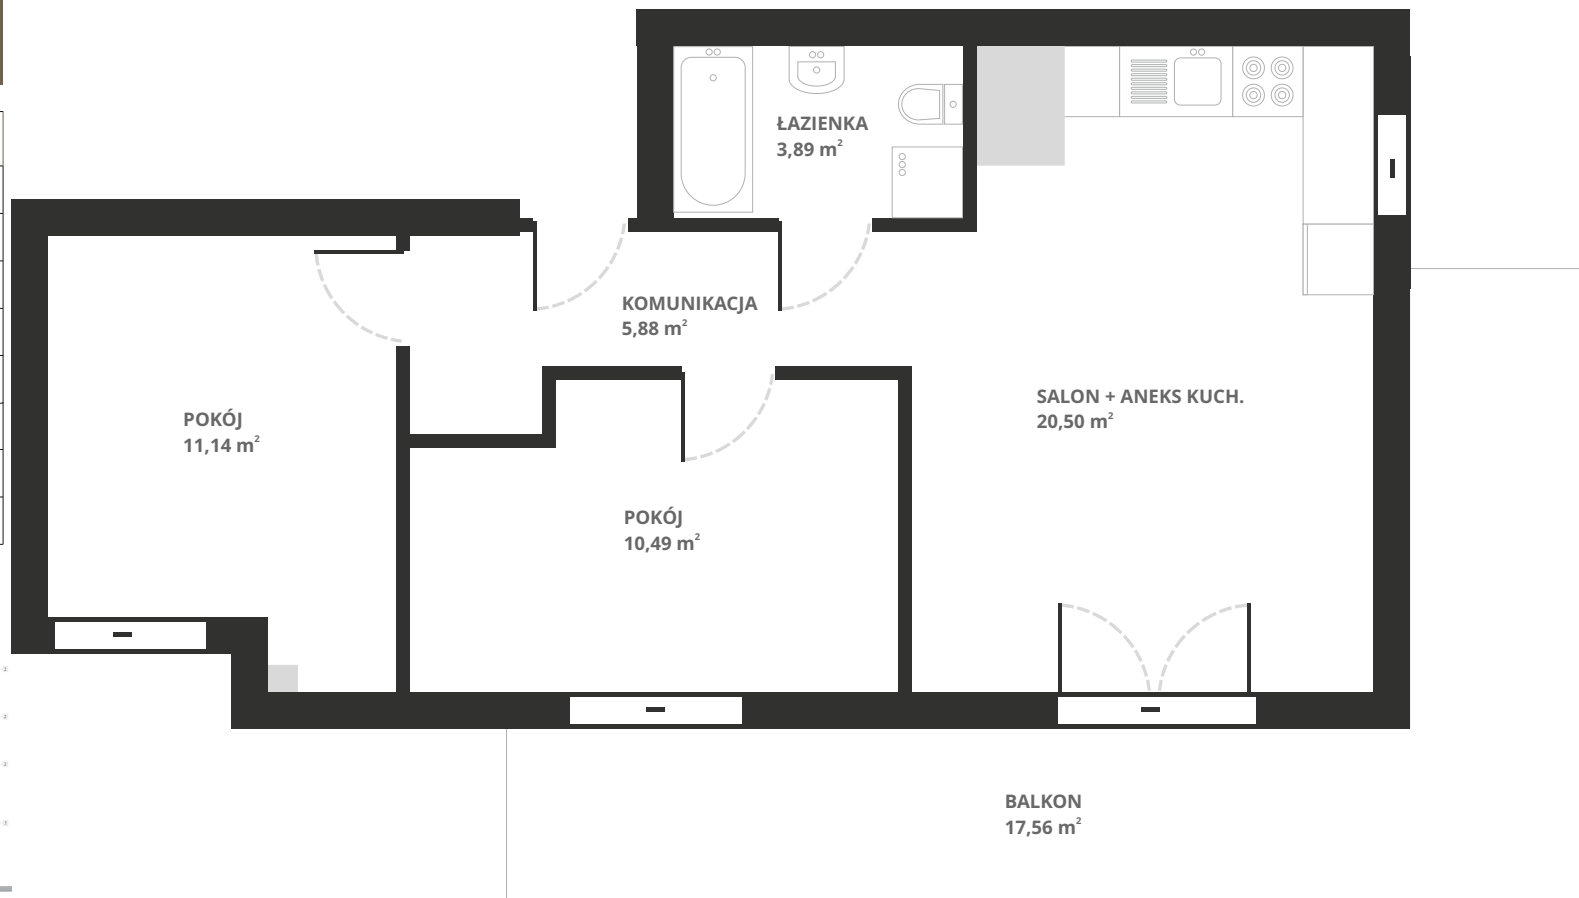 ŁAZIENKA
3,89 m²
KOMUNIKACJA
5,88 m²
SALON + ANEKS KUCH.
20,50 m²
POKÓJ
11,14 m²
POKÓJ
10,49 m²
BALKON
17,56 m²